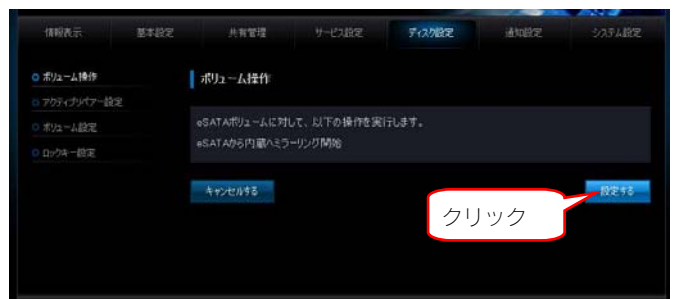 情報表示 基本設定 共有管理 サービス設定 ディスク設定 通知設定 システム設定
ボリューム操作
ボリューム操作
アクティブリペアー設定
ボリューム設定
ロックキー設定
eSATAボリュームに対して、以下の操作を実行します。
eSATAから内蔵へミラーリング開始
キャンセルする
設定する
クリック